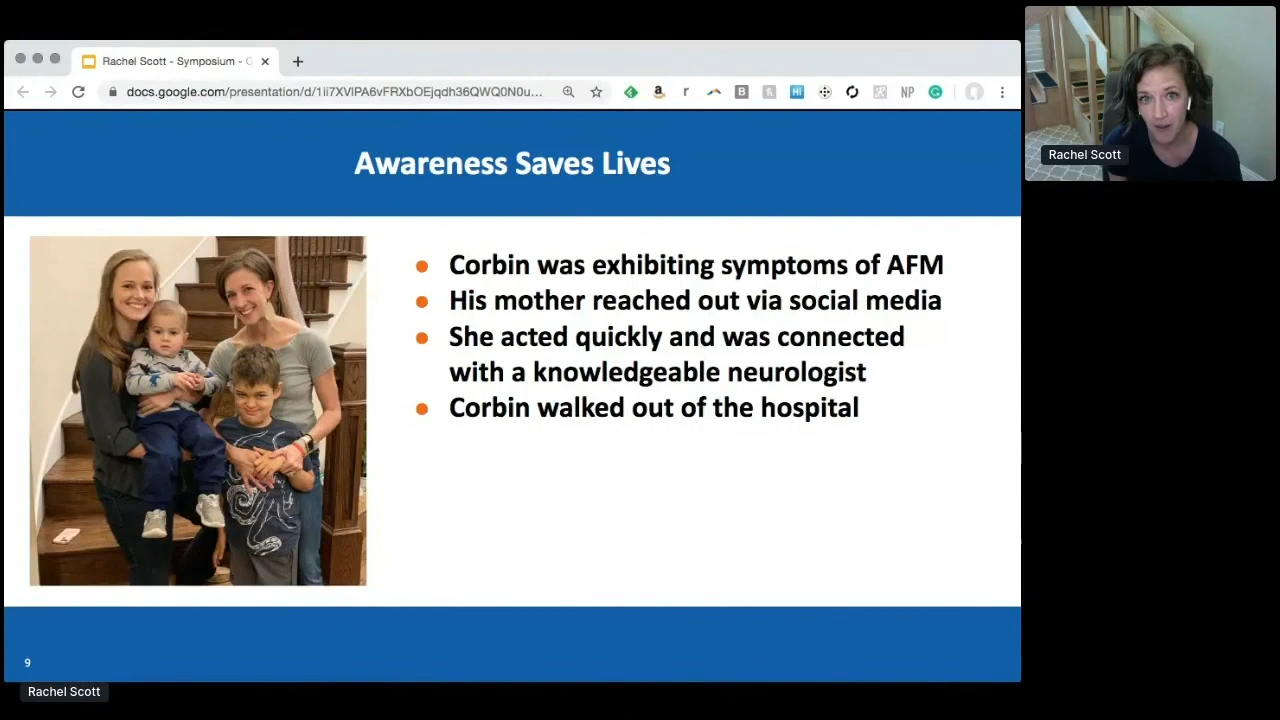 Rachel Scott - Symposium - G
docs.google.com/presentation/d/1ii7XVlPA6vFRXbOEjqdh36QWQ0N0u...
a
r
B
Hi
NP
Awareness Saves Lives
Corbin was exhibiting symptoms of AFM
His mother reached out via social media
She acted quickly and was connected
with a knowledgeable neurologist
Corbin walked out of the hospital
9
Rachel Scott
Rachel Scott